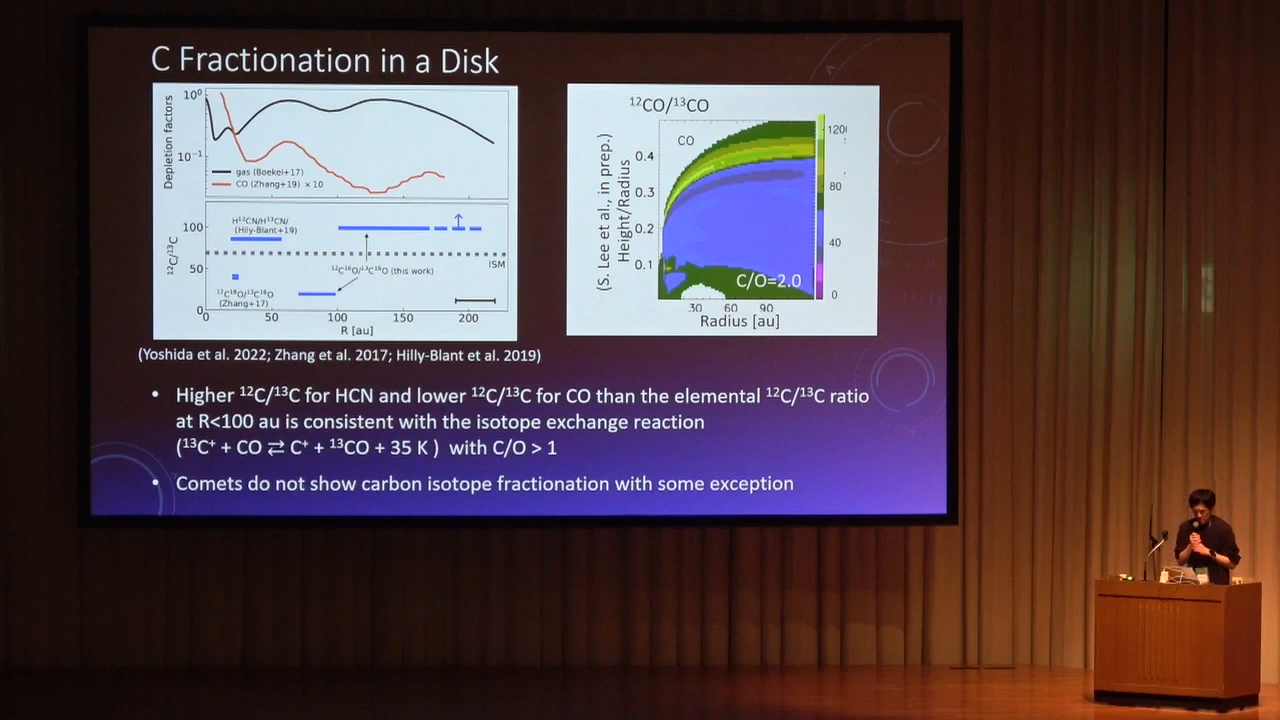 C Fractionation in a Disk
10⁰
10⁻¹
Depletion factors
gas (Boekel+17)
CO (Zhang+19) × 10
H¹²CN/H¹³CN/
(Hily-Blant+19)
100
50
0
¹²C/¹³C
ISM
¹²C¹⁶O/¹³C¹⁶O (this work)
¹²C¹⁸O/¹³C¹⁸O
(Zhang+17)
0 50 100 150 200
R [au]
¹²CO/¹³CO
CO
(S. Lee et al., in prep.)
Height/Radius
0.4
0.3
0.2
0.1
C/O=2.0
30 60 90
Radius [au]
120
80
40
0
(Yoshida et al. 2022; Zhang et al. 2017; Hilly-Blant et al. 2019)
• Higher ¹²C/¹³C for HCN and lower ¹²C/¹³C for CO than the elemental ¹²C/¹³C ratio
at R<100 au is consistent with the isotope exchange reaction
(¹³C⁺ + CO ⇄ C⁺ + ¹³CO + 35 K ) with C/O > 1
• Comets do not show carbon isotope fractionation with some exception